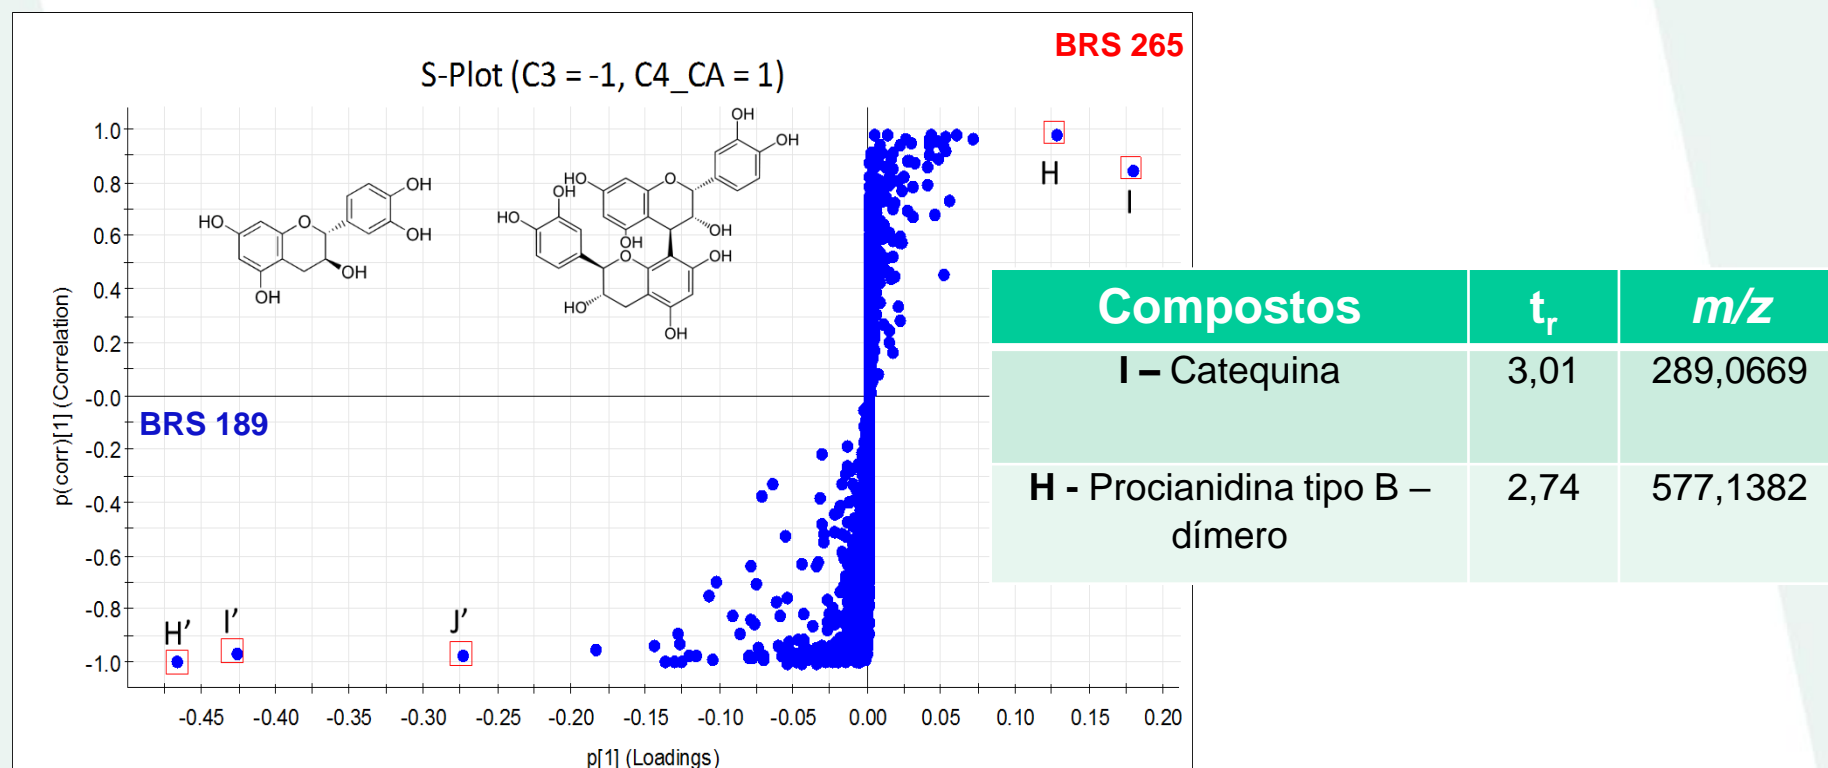 BRS 265
S-Plot (C3 = -1, C4_CA = 1)
p(corr)[1] (Correlation)
1.0
0.8
0.6
0.4
0.2
-0.0
-0.2
-0.4
-0.6
-0.8
-1.0
HO
O
OH
OH
OH
OH
OH
OH
HO
O
OH
OH
OH
HO
O
OH
HO
OH
H
I
BRS 189
H’
I’
J’
-0.45 -0.40 -0.35 -0.30 -0.25 -0.20 -0.15 -0.10 -0.05 0.00 0.05 0.10 0.15 0.20
p[1] (Loadings)
Compostos tr m/z
I – Catequina 3,01 289,0669
H - Procianidina tipo B – 2,74 577,1382
dímero